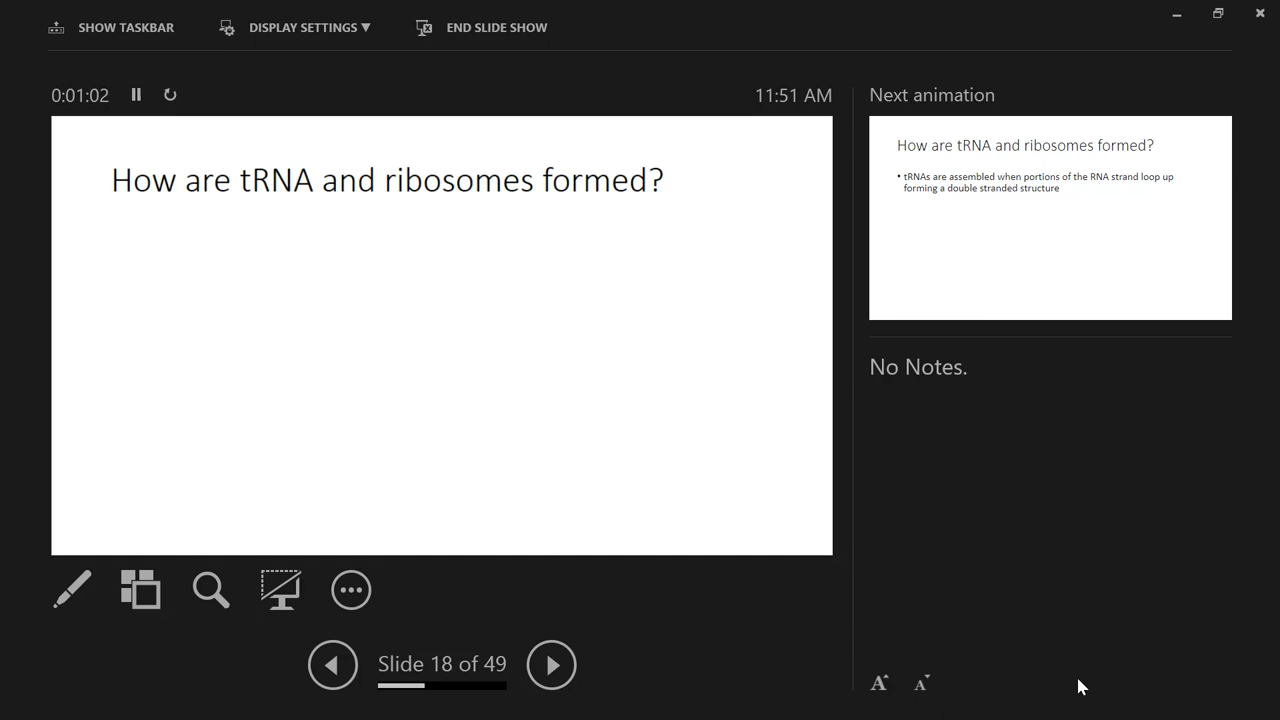 SHOW TASKBAR
DISPLAY SETTINGS ▼
END SLIDE SHOW
0:01:02
11:51 AM
Next animation
How are tRNA and ribosomes formed?
How are tRNA and ribosomes formed?
• tRNAs are assembled when portions of the RNA strand loop up
forming a double stranded structure
No Notes.
Slide 18 of 49
A A